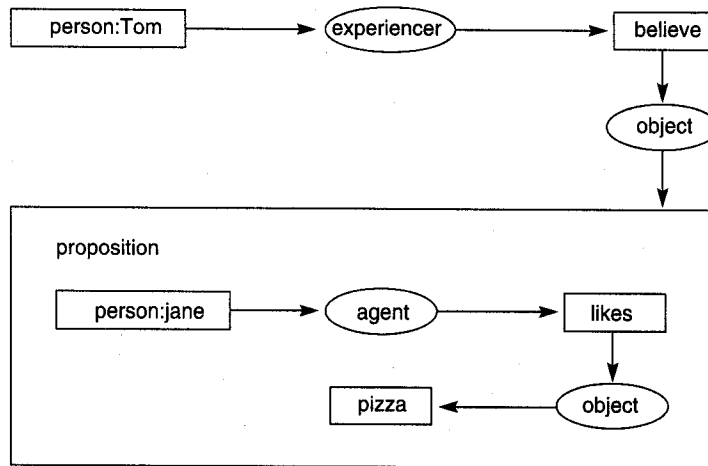 person:Tom
experiencer
believe
object
proposition
person:jane
agent
likes
pizza
object